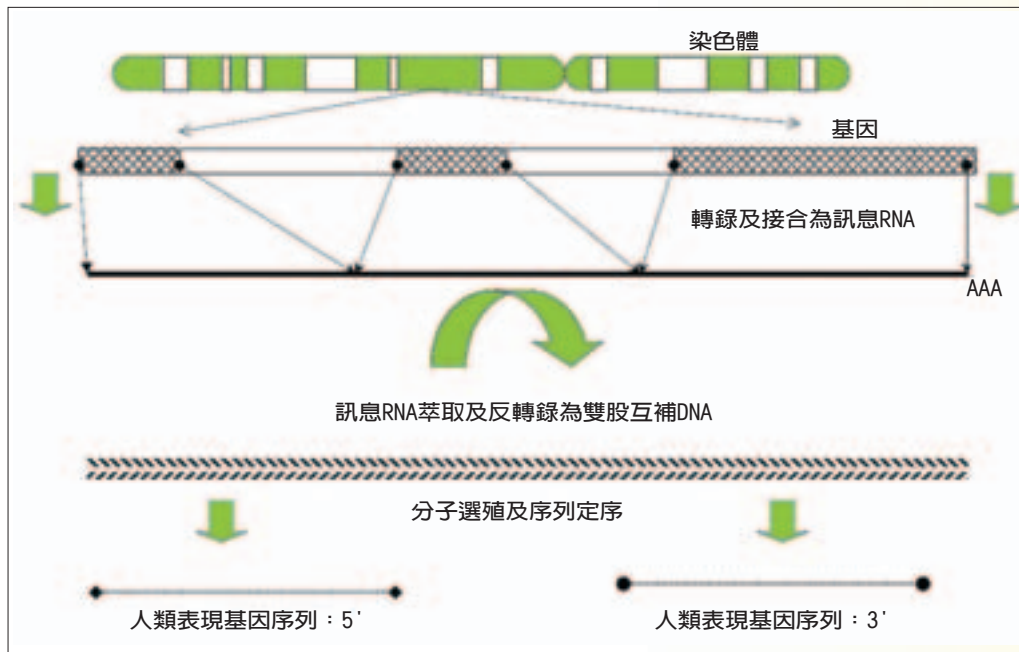 染色體
基因
轉錄及接合為訊息RNA
AAA
訊息RNA萃取及反轉錄為雙股互補DNA
分子選殖及序列定序
人類表現基因序列：5'
人類表現基因序列：3'